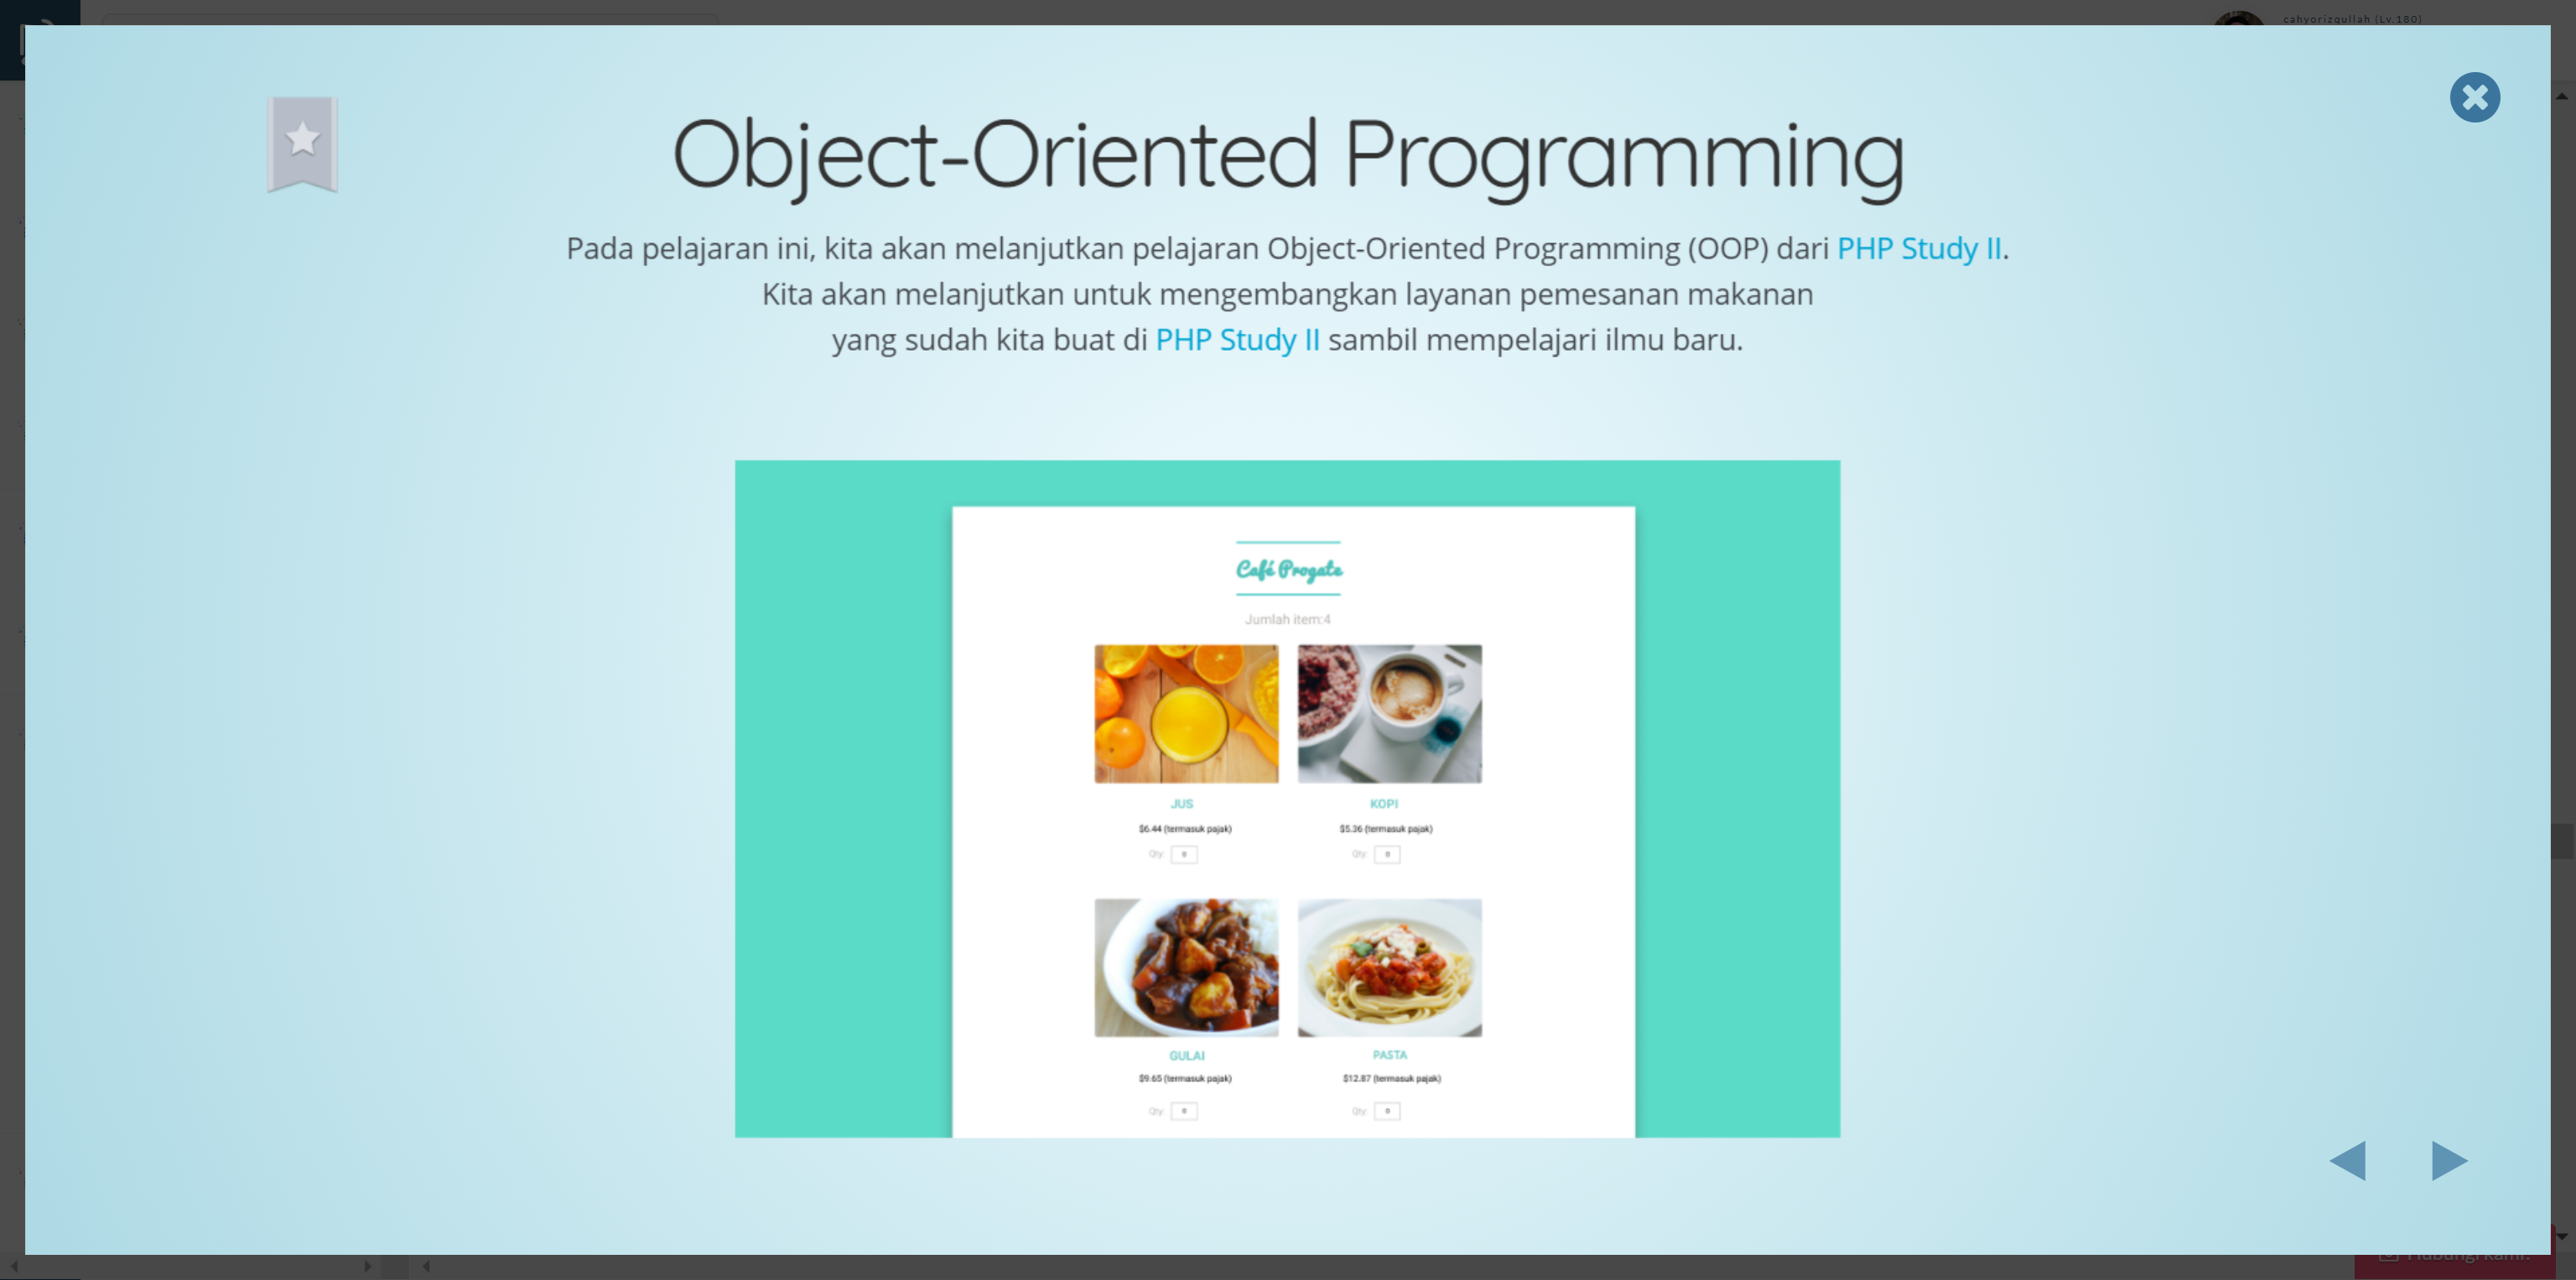 cahyorizqullah (Lv.180)
Object-Oriented Programming
Pada pelajaran ini, kita akan melanjutkan pelajaran Object-Oriented Programming (OOP) dari PHP Study II.
Kita akan melanjutkan untuk mengembangkan layanan pemesanan makanan
yang sudah kita buat di PHP Study II sambil mempelajari ilmu baru.
Café Progate
Jumlah item:4
JUS
$6.44 (termasuk pajak)
Qty: 0
KOPI
$5.36 (termasuk pajak)
Qty: 0
GULAI
$9.65 (termasuk pajak)
Qty: 0
PASTA
$12.87 (termasuk pajak)
Qty: 0
Hubungi kami!